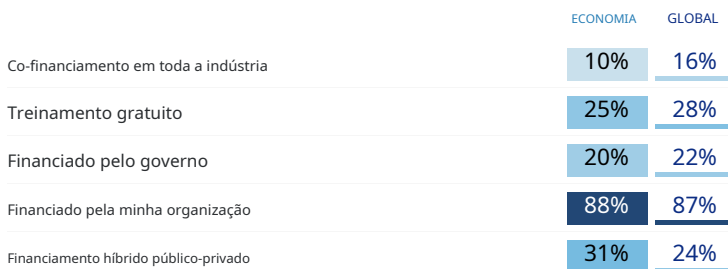 ECONOMIA GLOBAL
Co-financiamento em toda a indústria 10% 16%
Treinamento gratuito 25% 28%
Financiado pelo governo 20% 22%
Financiado pela minha organização 88% 87%
Financiamento híbrido público-privado 31% 24%